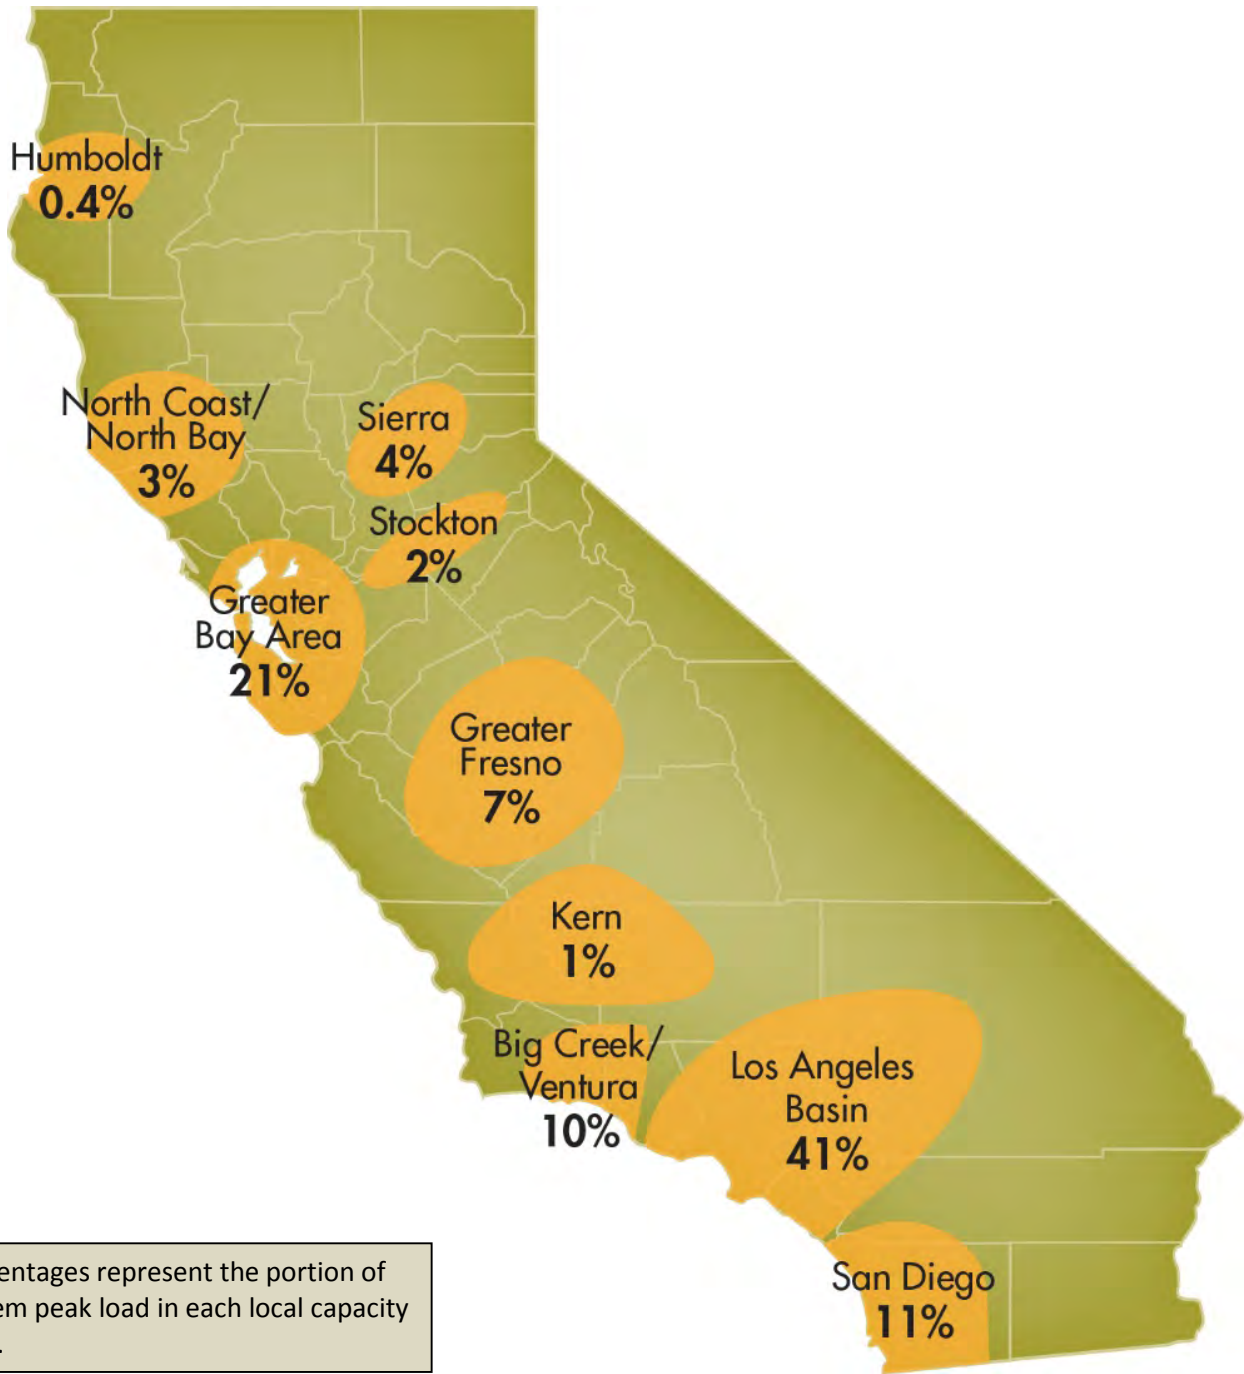 Humboldt
0.4%
North Coast/
North Bay
3%
Sierra
4%
Stockton
2%
Greater
Bay Area
21%
Greater
Fresno
7%
Kern
1%
Big Creek/
Ventura
10%
Los Angeles
Basin
41%
San Diego
11%
entages represent the portion of
em peak load in each local capacity
.